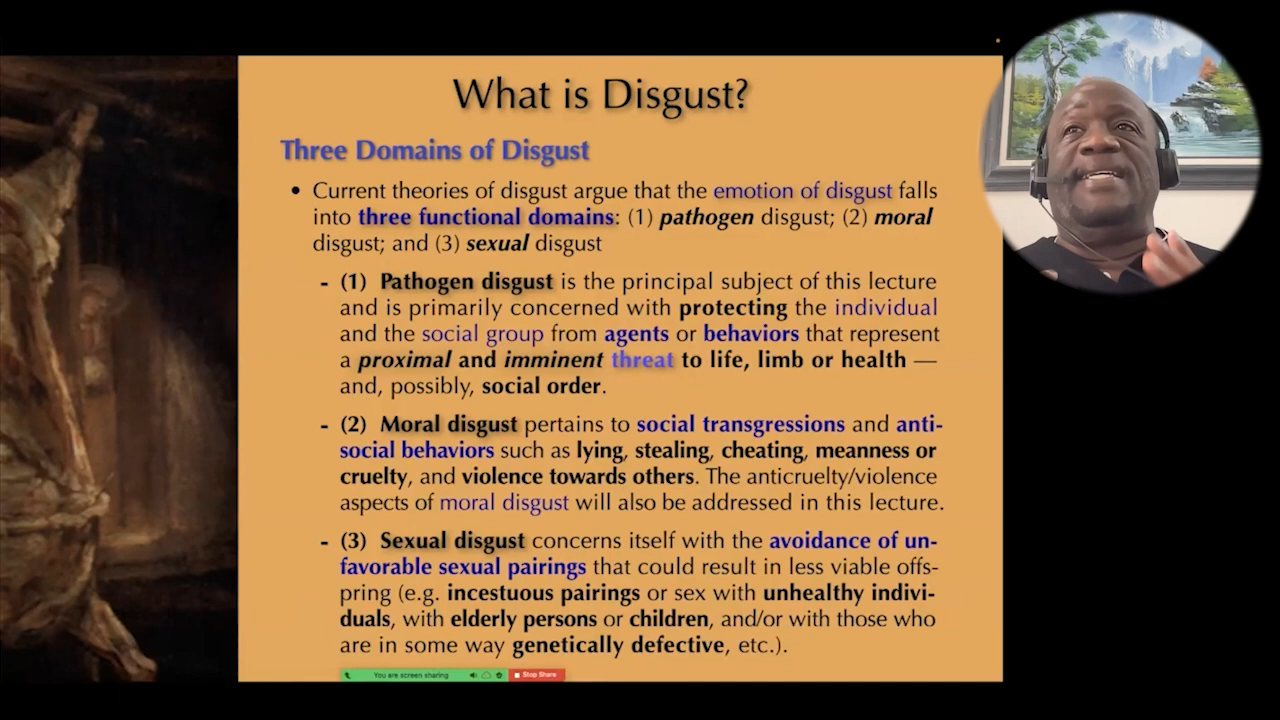 What is Disgust?
Three Domains of Disgust
• Current theories of disgust argue that the emotion of disgust falls
into three functional domains: (1) pathogen disgust; (2) moral
disgust; and (3) sexual disgust
- (1) Pathogen disgust is the principal subject of this lecture
and is primarily concerned with protecting the individual
and the social group from agents or behaviors that represent
a proximal and imminent threat to life, limb or health —
and, possibly, social order.
- (2) Moral disgust pertains to social transgressions and anti-
social behaviors such as lying, stealing, cheating, meanness or
cruelty, and violence towards others. The anticruelty/violence
aspects of moral disgust will also be addressed in this lecture.
- (3) Sexual disgust concerns itself with the avoidance of un-
favorable sexual pairings that could result in less viable offs-
pring (e.g. incestuous pairings or sex with unhealthy indivi-
duals, with elderly persons or children, and/or with those who
are in some way genetically defective, etc.).
You are screen sharing Stop Share